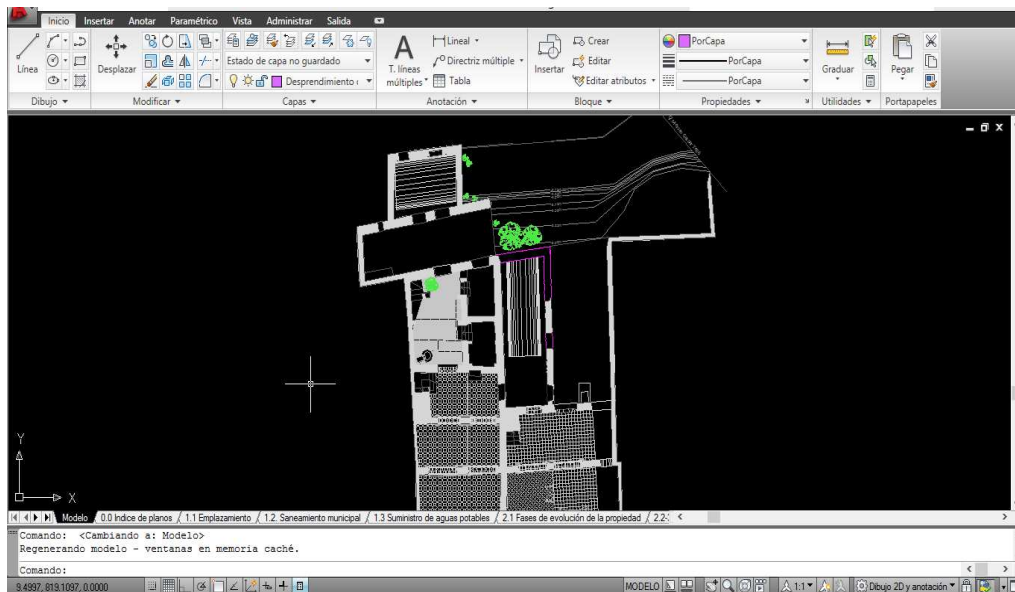 Inicio Insertar Anotar Paramétrico Vista Administrar Salida
Lineal
Crear
PorCapa
Directriz múltiple
Editar
PorCapa
Línea
Desplazar
Estado de capa no guardado
T. líneas múltiples
Tabla
Insertar
Editar atributos
PorCapa
Graduar
Pegar
Desprendimiento
Dibujo Modificar Capas Anotación Bloque Propiedades Utilidades Portapapeles
Y
X
Modelo 0.0 Indice de planos 1.1 Emplazamiento 1.2. Saneamiento municipal 1.3 Suministro de aguas potables 2.1 Fases de evolución de la propiedad 2.2-
Comando: <Cambiando a: Modelo>
Regenerando modelo - ventanas en memoria caché.
Comando:
9.4997, 819.1097, 0.0000 MODELO 1:1 Dibujo 2D y anotación